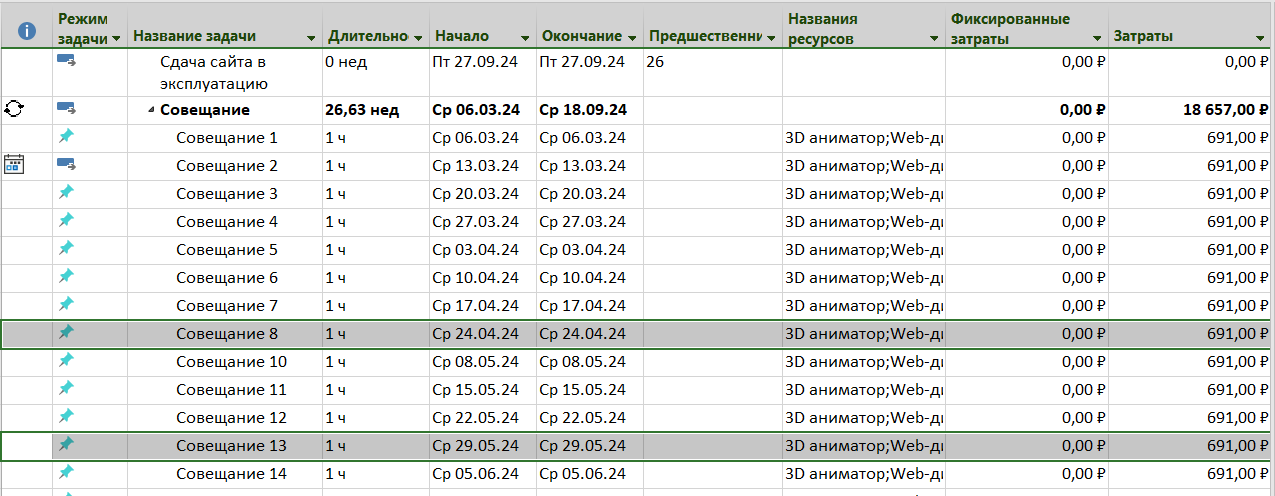 Режим задачи Название задачи Длительно Начало Окончание Предшественни Названия ресурсов Фиксированные затраты Затраты
Сдача сайта в эксплуатацию 0 нед Пт 27.09.24 Пт 27.09.24 26 0,00 ₽ 0,00 ₽
Совещание 26,63 нед Ср 06.03.24 Ср 18.09.24 0,00 ₽ 18 657,00 ₽
Совещание 1 1 ч Ср 06.03.24 Ср 06.03.24 3D аниматор;Web-ди 0,00 ₽ 691,00 ₽
Совещание 2 1 ч Ср 13.03.24 Ср 13.03.24 3D аниматор;Web-ди 0,00 ₽ 691,00 ₽
Совещание 3 1 ч Ср 20.03.24 Ср 20.03.24 3D аниматор;Web-ди 0,00 ₽ 691,00 ₽
Совещание 4 1 ч Ср 27.03.24 Ср 27.03.24 3D аниматор;Web-ди 0,00 ₽ 691,00 ₽
Совещание 5 1 ч Ср 03.04.24 Ср 03.04.24 3D аниматор;Web-ди 0,00 ₽ 691,00 ₽
Совещание 6 1 ч Ср 10.04.24 Ср 10.04.24 3D аниматор;Web-ди 0,00 ₽ 691,00 ₽
Совещание 7 1 ч Ср 17.04.24 Ср 17.04.24 3D аниматор;Web-ди 0,00 ₽ 691,00 ₽
Совещание 8 1 ч Ср 24.04.24 Ср 24.04.24 3D аниматор;Web-ди 0,00 ₽ 691,00 ₽
Совещание 10 1 ч Ср 08.05.24 Ср 08.05.24 3D аниматор;Web-ди 0,00 ₽ 691,00 ₽
Совещание 11 1 ч Ср 15.05.24 Ср 15.05.24 3D аниматор;Web-ди 0,00 ₽ 691,00 ₽
Совещание 12 1 ч Ср 22.05.24 Ср 22.05.24 3D аниматор;Web-ди 0,00 ₽ 691,00 ₽
Совещание 13 1 ч Ср 29.05.24 Ср 29.05.24 3D аниматор;Web-ди 0,00 ₽ 691,00 ₽
Совещание 14 1 ч Ср 05.06.24 Ср 05.06.24 3D аниматор;Web-ди 0,00 ₽ 691,00 ₽